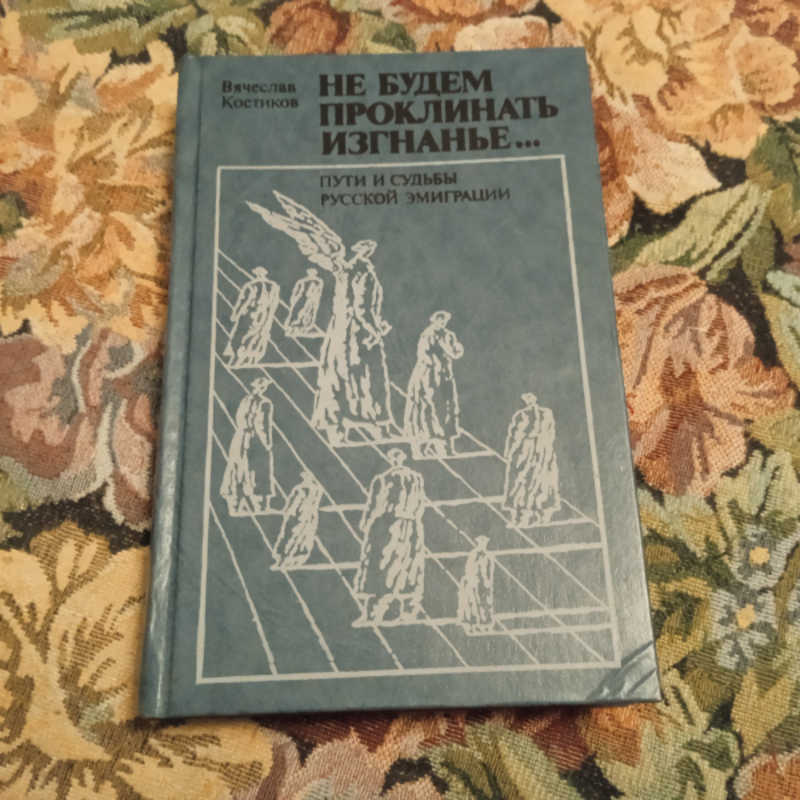 Вячеслав
Костиков
НЕ БУДЕМ
ПРОКЛИНАТЬ
ИЗГНАНЬЕ...
ПУТИ И СУДЬБЫ
РУССКОЙ ЭМИГРАЦИИ